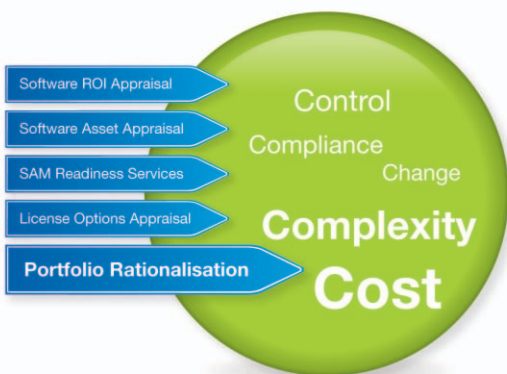 Software ROI Appraisal
Software Asset Appraisal
SAM Readiness Services
License Options Appraisal
Portfolio Rationalisation
Control
Compliance
Change
Complexity
Cost